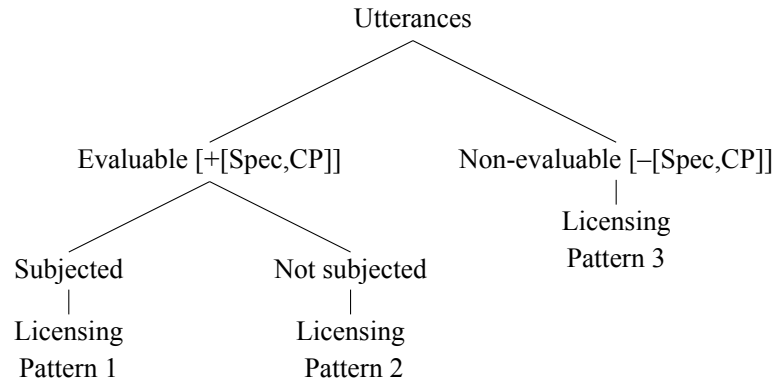 Utterances
Evaluable [+[Spec,CP]]
Non-evaluable [–[Spec,CP]]
Licensing
Pattern 3
Subjected
Not subjected
Licensing
Pattern 1
Licensing
Pattern 2